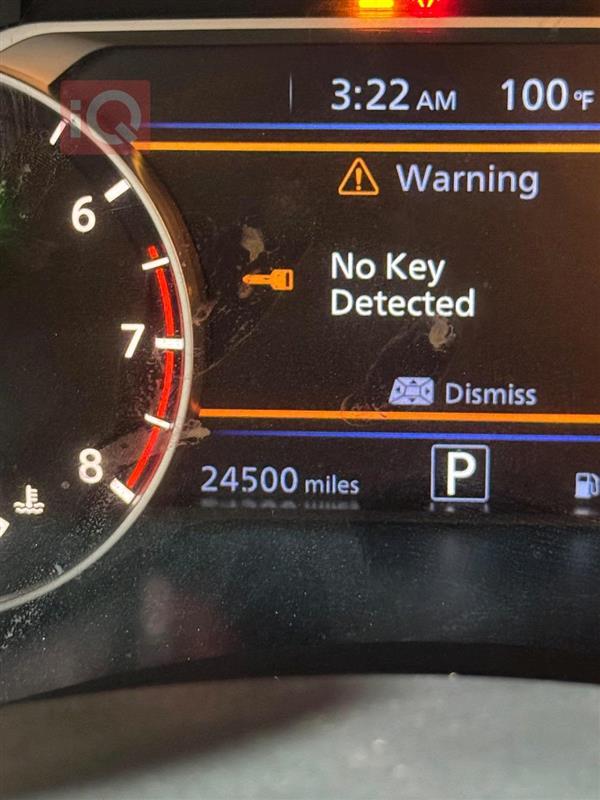 iQ
3:22 AM 100 °F
Warning
6
No Key
Detected
7
Dismiss
8
24500 miles P